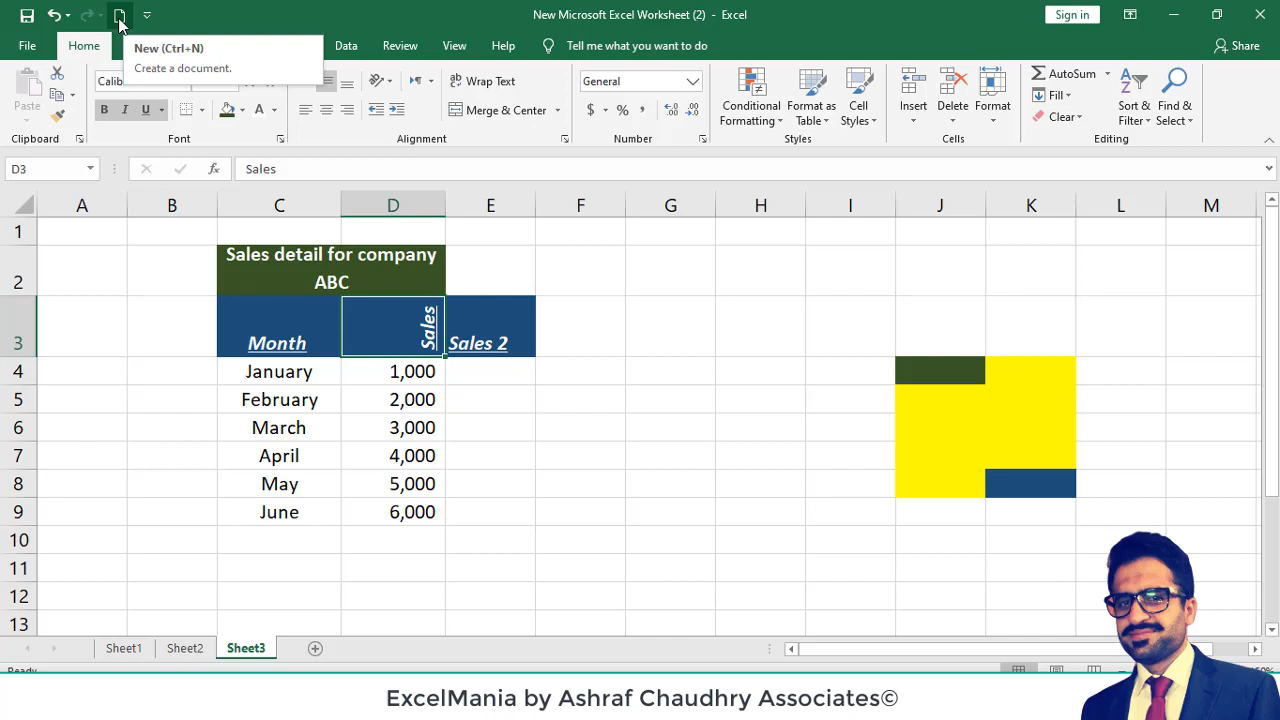 New Microsoft Excel Worksheet (2) - Excel
Sign in
File
Home
Data
Review
View
Help
Tell me what you want to do
Share
New (Ctrl+N)
Create a document.
Paste
Calib
B I U
A
Wrap Text
Merge & Center
General
$ % ,
Conditional
Formatting
Format as
Table
Cell
Styles
Insert
Delete
Format
AutoSum
Fill
Clear
Sort &
Filter
Find &
Select
Clipboard
Font
Alignment
Number
Styles
Cells
Editing
D3
fx
Sales
A B C D E F G H I J K L M
1
2
Sales detail for company
ABC
3
Month
Sales
Sales 2
4 January 1,000
5 February 2,000
6 March 3,000
7 April 4,000
8 May 5,000
9 June 6,000
10
11
12
13
Sheet1
Sheet2
Sheet3
ExcelMania by Ashraf Chaudhry Associates©